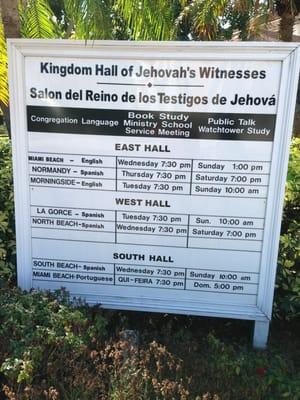 Kingdom Hall of Jehovah's Witnesses
Salon del Reino de los Testigos de Jehová
Congregation Language Book Study Ministry School Service Meeting Public Talk Watchtower Study
EAST HALL
MIAMI BEACH - English Wednesday 7:30 pm Sunday 1:00 pm
NORMANDY - Spanish Thursday 7:30 pm Saturday 7:00 pm
MORNINGSIDE - English Tuesday 7:30 pm Sunday 10:00 am
WEST HALL
LA GORCE - Spanish Tuesday 7:30 pm Sun. 10:00 am
NORTH BEACH-Spanish Wednesday 7:30 pm Saturday 7:00 pm
SOUTH HALL
SOUTH BEACH - Spanish Wednesday 7:30 pm Sunday 10:00 am
MIAMI BEACH-Portuguese QUI-FEIRA 7:30 pm Dom. 5:00 pm